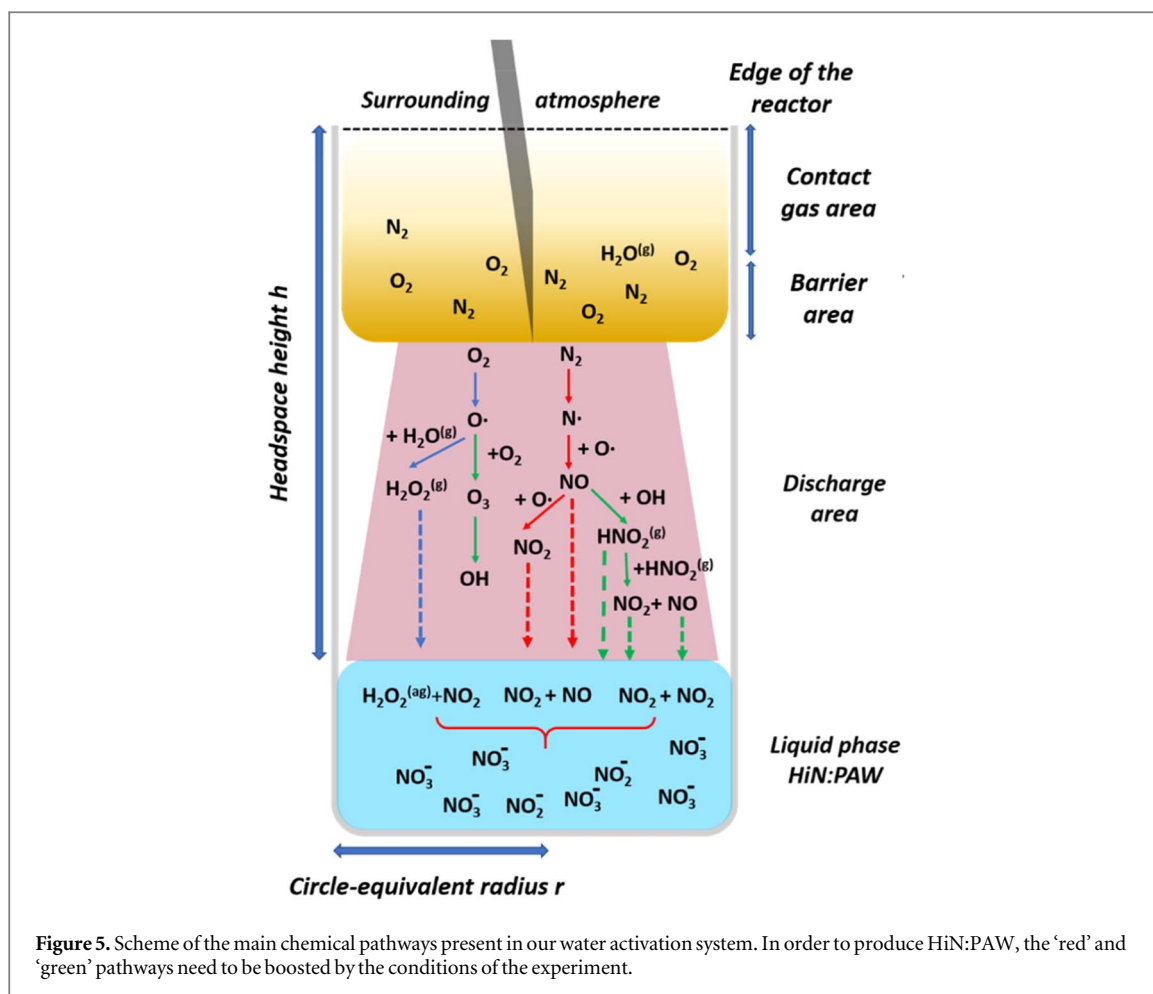 Edge of the
reactor
Surrounding atmosphere
Contact
gas area
N₂
H₂O(g)
O₂
O₂
O₂
N₂
N₂
N₂
O₂
Barrier
area
Headspace height h
O₂
N₂
O·
N·
+ H₂O(g)
+O₂
+ O·
H₂O₂(g)
O₃
NO
+ O·
+ OH
NO₂
HNO₂(g)
OH
+HNO₂(g)
NO₂+ NO
Discharge
area
H₂O₂(ag)+NO₂ NO₂ + NO NO₂ + NO₂
NO₃⁻
NO₃⁻
NO₃⁻
NO₂⁻
NO₃⁻
NO₂⁻
NO₃⁻
NO₃⁻
Liquid phase
HiN:PAW
Circle-equivalent radius r
Figure 5. Scheme of the main chemical pathways present in our water activation system. In order to produce HiN:PAW, the ‘red’ and
‘green’ pathways need to be boosted by the conditions of the experiment.